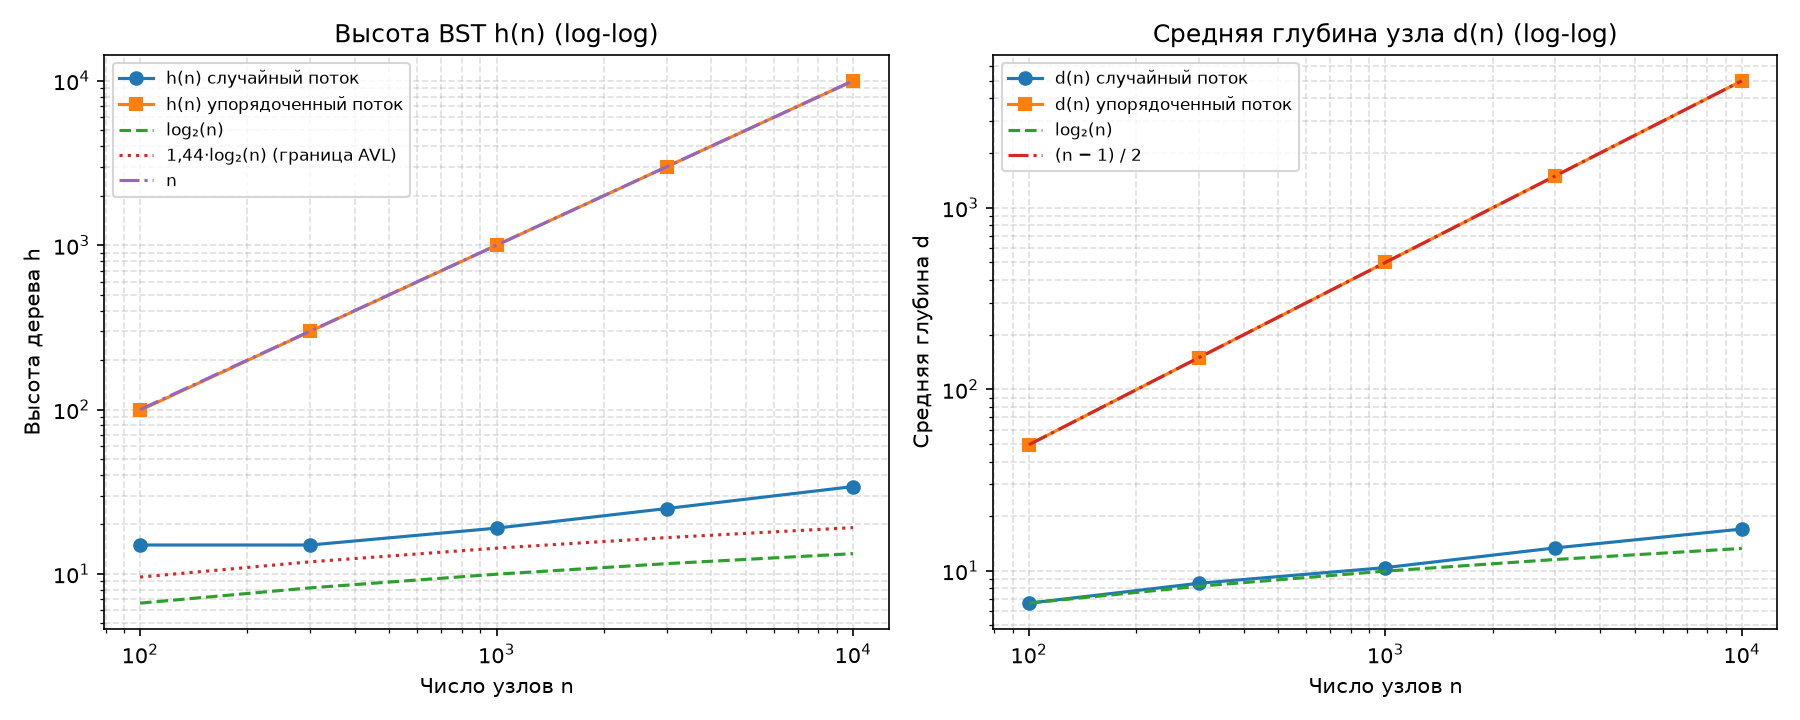 Высота BST h(n) (log-log)
h(n) случайный поток
h(n) упорядоченный поток
log₂(n)
1,44·log₂(n) (граница AVL)
n
Высота дерева h
10⁴
10³
10²
10¹
10² 10³ 10⁴
Число узлов n
Средняя глубина узла d(n) (log-log)
d(n) случайный поток
d(n) упорядоченный поток
log₂(n)
(n − 1) / 2
Средняя глубина d
10³
10²
10¹
10² 10³ 10⁴
Число узлов n